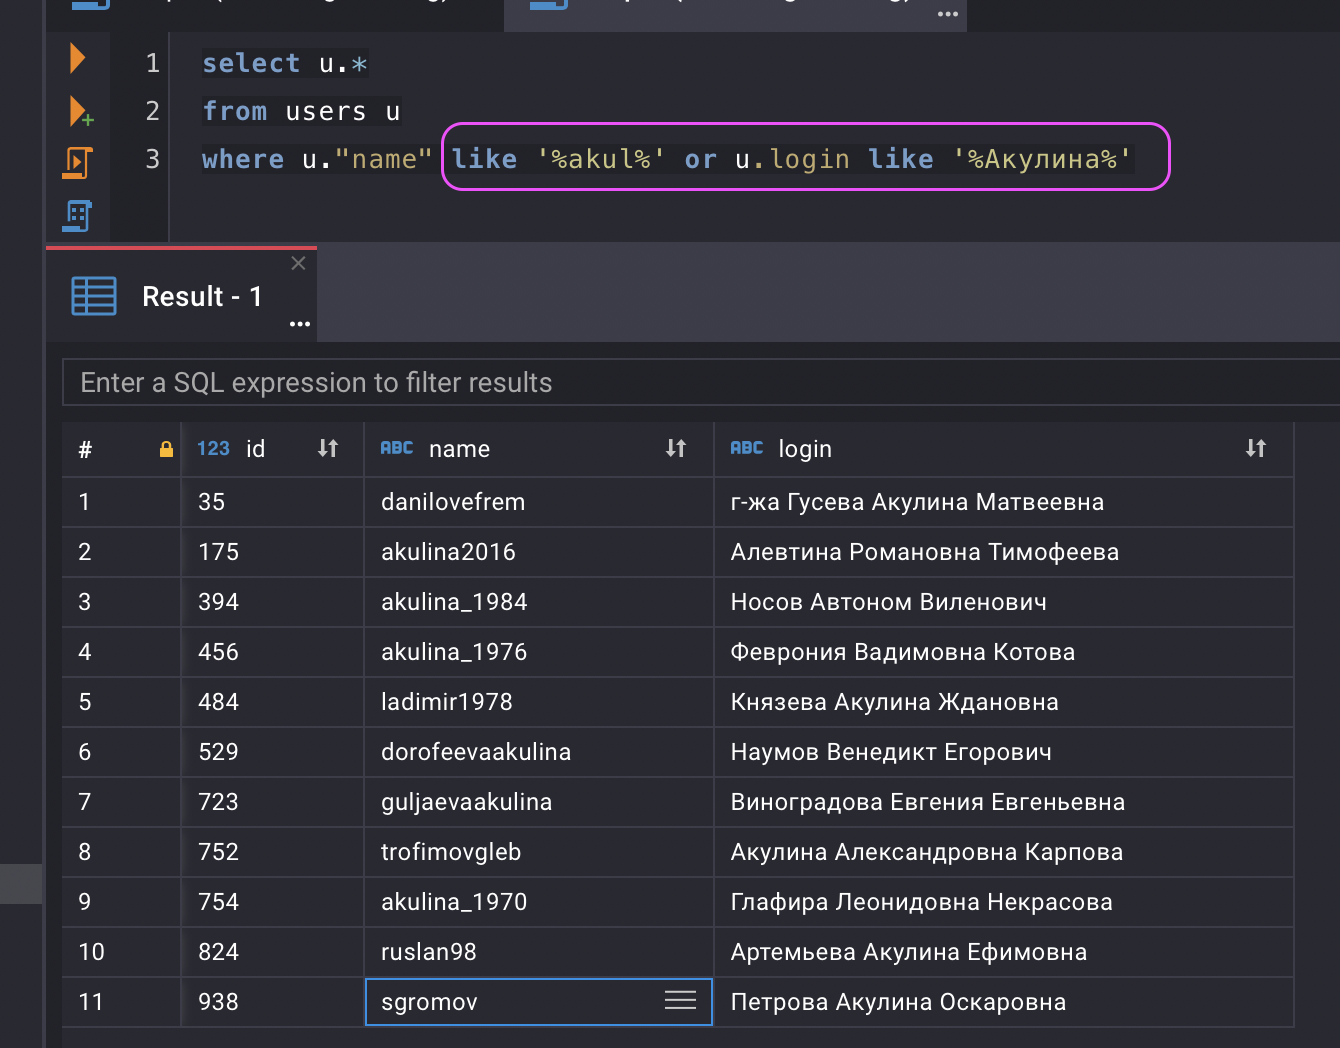 1 select u.*
2 from users u
3 where u."name" like '%akul%' or u.login like '%Акулина%'
Result - 1
Enter a SQL expression to filter results
# 123 id ABC name ABC login
1 35 danilovefrem г-жа Гусева Акулина Матвеевна
2 175 akulina2016 Алевтина Романовна Тимофеева
3 394 akulina_1984 Носов Автоном Виленович
4 456 akulina_1976 Феврония Вадимовна Котова
5 484 ladimir1978 Князева Акулина Ждановна
6 529 dorofeevaakulina Наумов Венедикт Егорович
7 723 guljaevaakulina Виноградова Евгения Евгеньевна
8 752 trofimovgleb Акулина Александровна Карпова
9 754 akulina_1970 Глафира Леонидовна Некрасова
10 824 ruslan98 Артемьева Акулина Ефимовна
11 938 sgromov Петрова Акулина Оскаровна